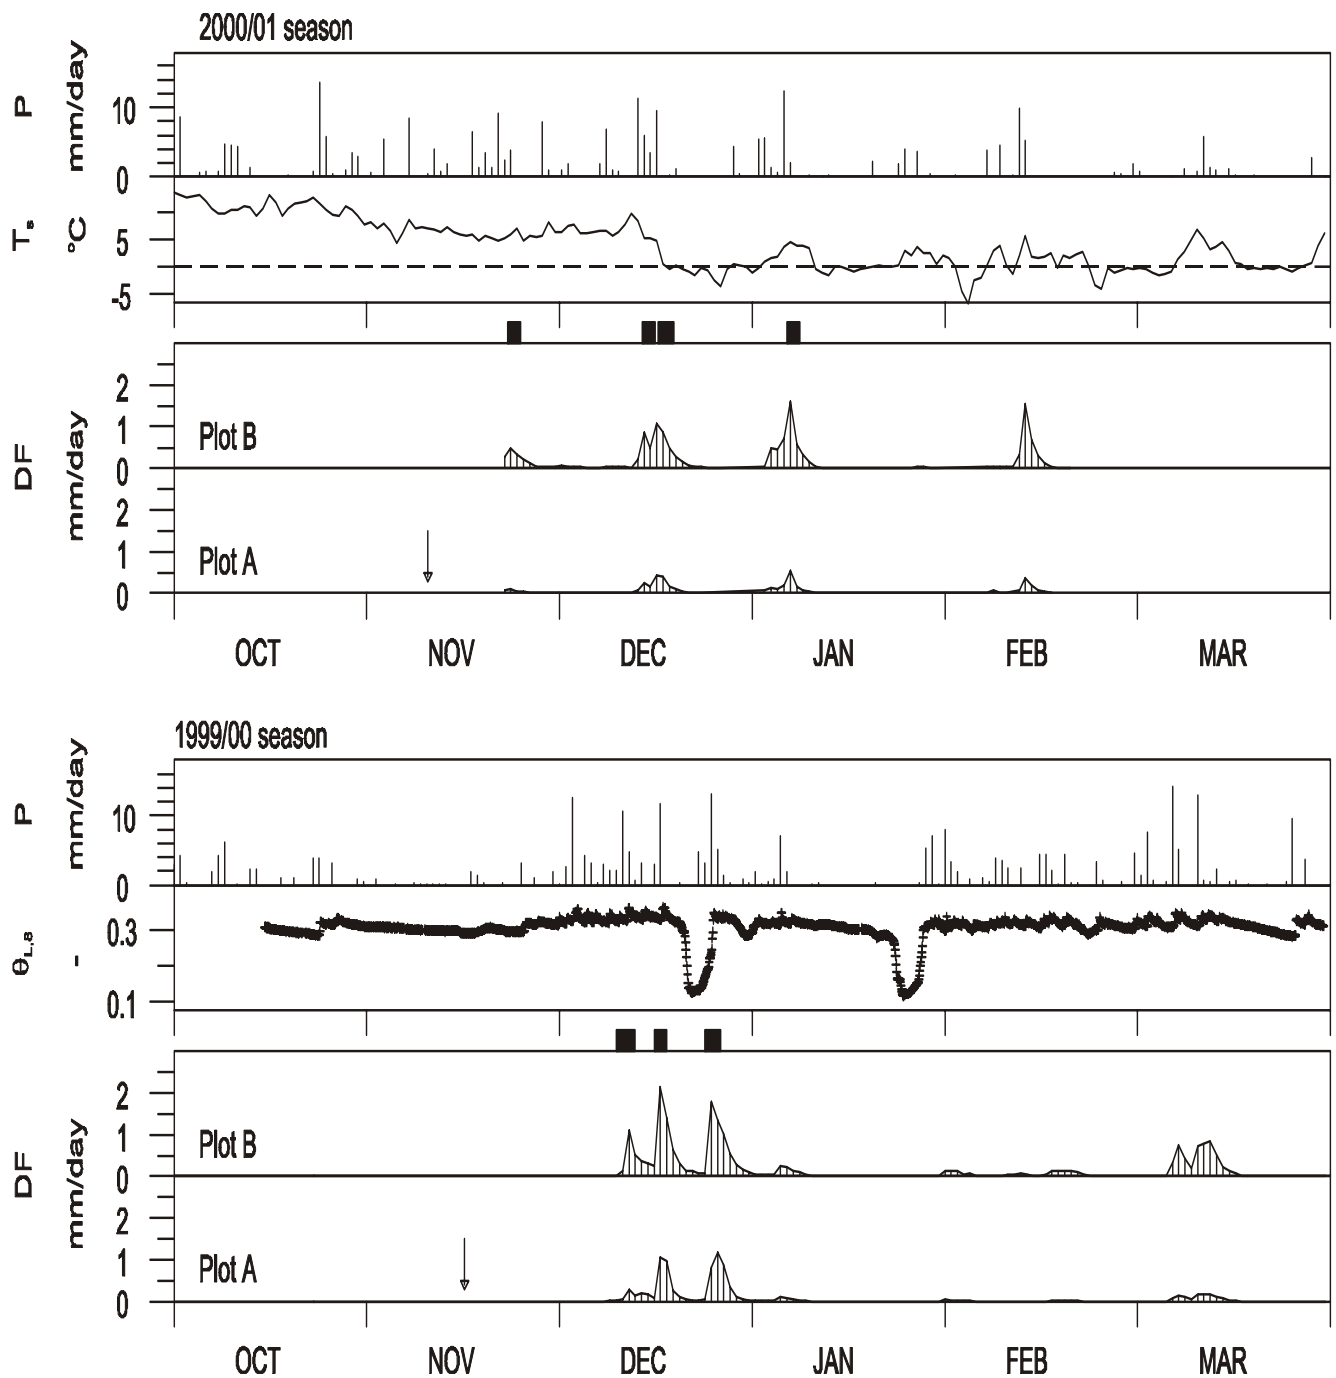 2000/01 season
P mm/day
10
0
Ts °C
5
-5
DF mm/day
2
1
0
Plot B
2
1
0
Plot A
OCT NOV DEC JAN FEB MAR
1999/00 season
P mm/day
10
0
θL,s -
0.3
0.1
DF mm/day
2
1
0
Plot B
2
1
0
Plot A
OCT NOV DEC JAN FEB MAR